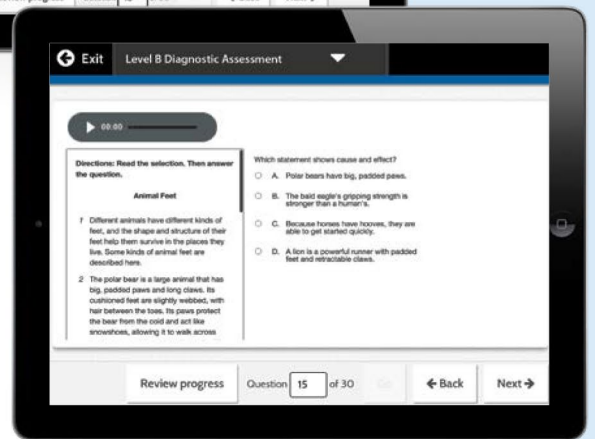 Exit Level B Diagnostic Assessment
00:00
Directions: Read the selection. Then answer
the question.
Animal Feet
1 Different animals have different kinds of
feet, and the shape and structure of their
feet help them survive in the places they
live. Some kinds of animal feet are
described here.
2 The polar bear is a large animal that has
big, padded paws and long claws. Its
cushioned feet are slightly webbed, with
hair between the toes. Its paws protect
the bear from the cold and act like
snowshoes, allowing it to walk across
Which statement shows cause and effect?
A. Polar bears have big, padded paws.
B. The bald eagle's gripping strength is
stronger than a human's.
C. Because horses have hooves, they are
able to get started quickly.
D. A lion is a powerful runner with padded
feet and retractable claws.
Review progress Question 15 of 30 Go Back Next